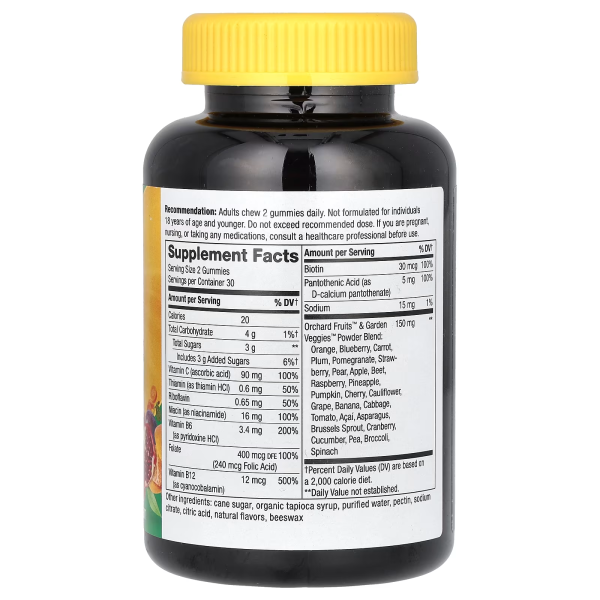 Recommendation: Adults chew 2 gummies daily. Not formulated for individuals
18 years of age and younger. Do not exceed recommended dose. If you are pregnant,
nursing, or taking any medications, consult a healthcare professional before use.
Supplement Facts
Serving Size 2 Gummies
Servings per Container 30
Amount per Serving % DV†
Calories 20
Total Carbohydrate 4 g 1%†
Total Sugars 3 g **
Includes 3 g Added Sugars 6%†
Vitamin C (ascorbic acid) 90 mg 100%
Thiamin (as thiamin HCl) 0.6 mg 50%
Riboflavin 0.65 mg 50%
Niacin (as niacinamide) 16 mg 100%
Vitamin B6 3.4 mg 200%
(as pyridoxine HCl)
Folate 400 mcg DFE 100%
(240 mcg Folic Acid)
Vitamin B12 12 mcg 500%
(as cyanocobalamin)
Amount per Serving % DV†
Biotin 30 mcg 100%
Pantothenic Acid (as 5 mg 100%
D-calcium pantothenate)
Sodium 15 mg 1%
Orchard Fruits™ & Garden 150 mg **
Veggies™ Powder Blend:
Orange, Blueberry, Carrot,
Plum, Pomegranate, Straw-
berry, Pear, Apple, Beet,
Raspberry, Pineapple,
Pumpkin, Cherry, Cauliflower,
Grape, Banana, Cabbage,
Tomato, Açaí, Asparagus,
Brussels Sprout, Cranberry,
Cucumber, Pea, Broccoli,
Spinach
†Percent Daily Values (DV) are based on
a 2,000 calorie diet.
**Daily Value not established.
Other ingredients: cane sugar, organic tapioca syrup, purified water, pectin, sodium
citrate, citric acid, natural flavors, beeswax